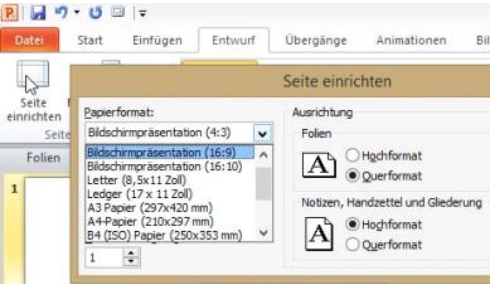 Datei Start Einfügen Entwurf Übergänge Animationen Bil
Seite einrichten
Seite
einrichten
Seite
Folien
1
Papierformat:
Bildschirmpräsentation (4:3)
Bildschirmpräsentation (16:9)
Bildschirmpräsentation (16:10)
Letter (8,5x11 Zoll)
Ledger (17 x 11 Zoll)
A3 Papier (297x420 mm)
A4-Papier (210x297 mm)
B4 (ISO) Papier (250x353 mm)
1
Ausrichtung
Folien
A
Hochformat
Querformat
Notizen, Handzettel und Gliederung
A
Hochformat
Querformat